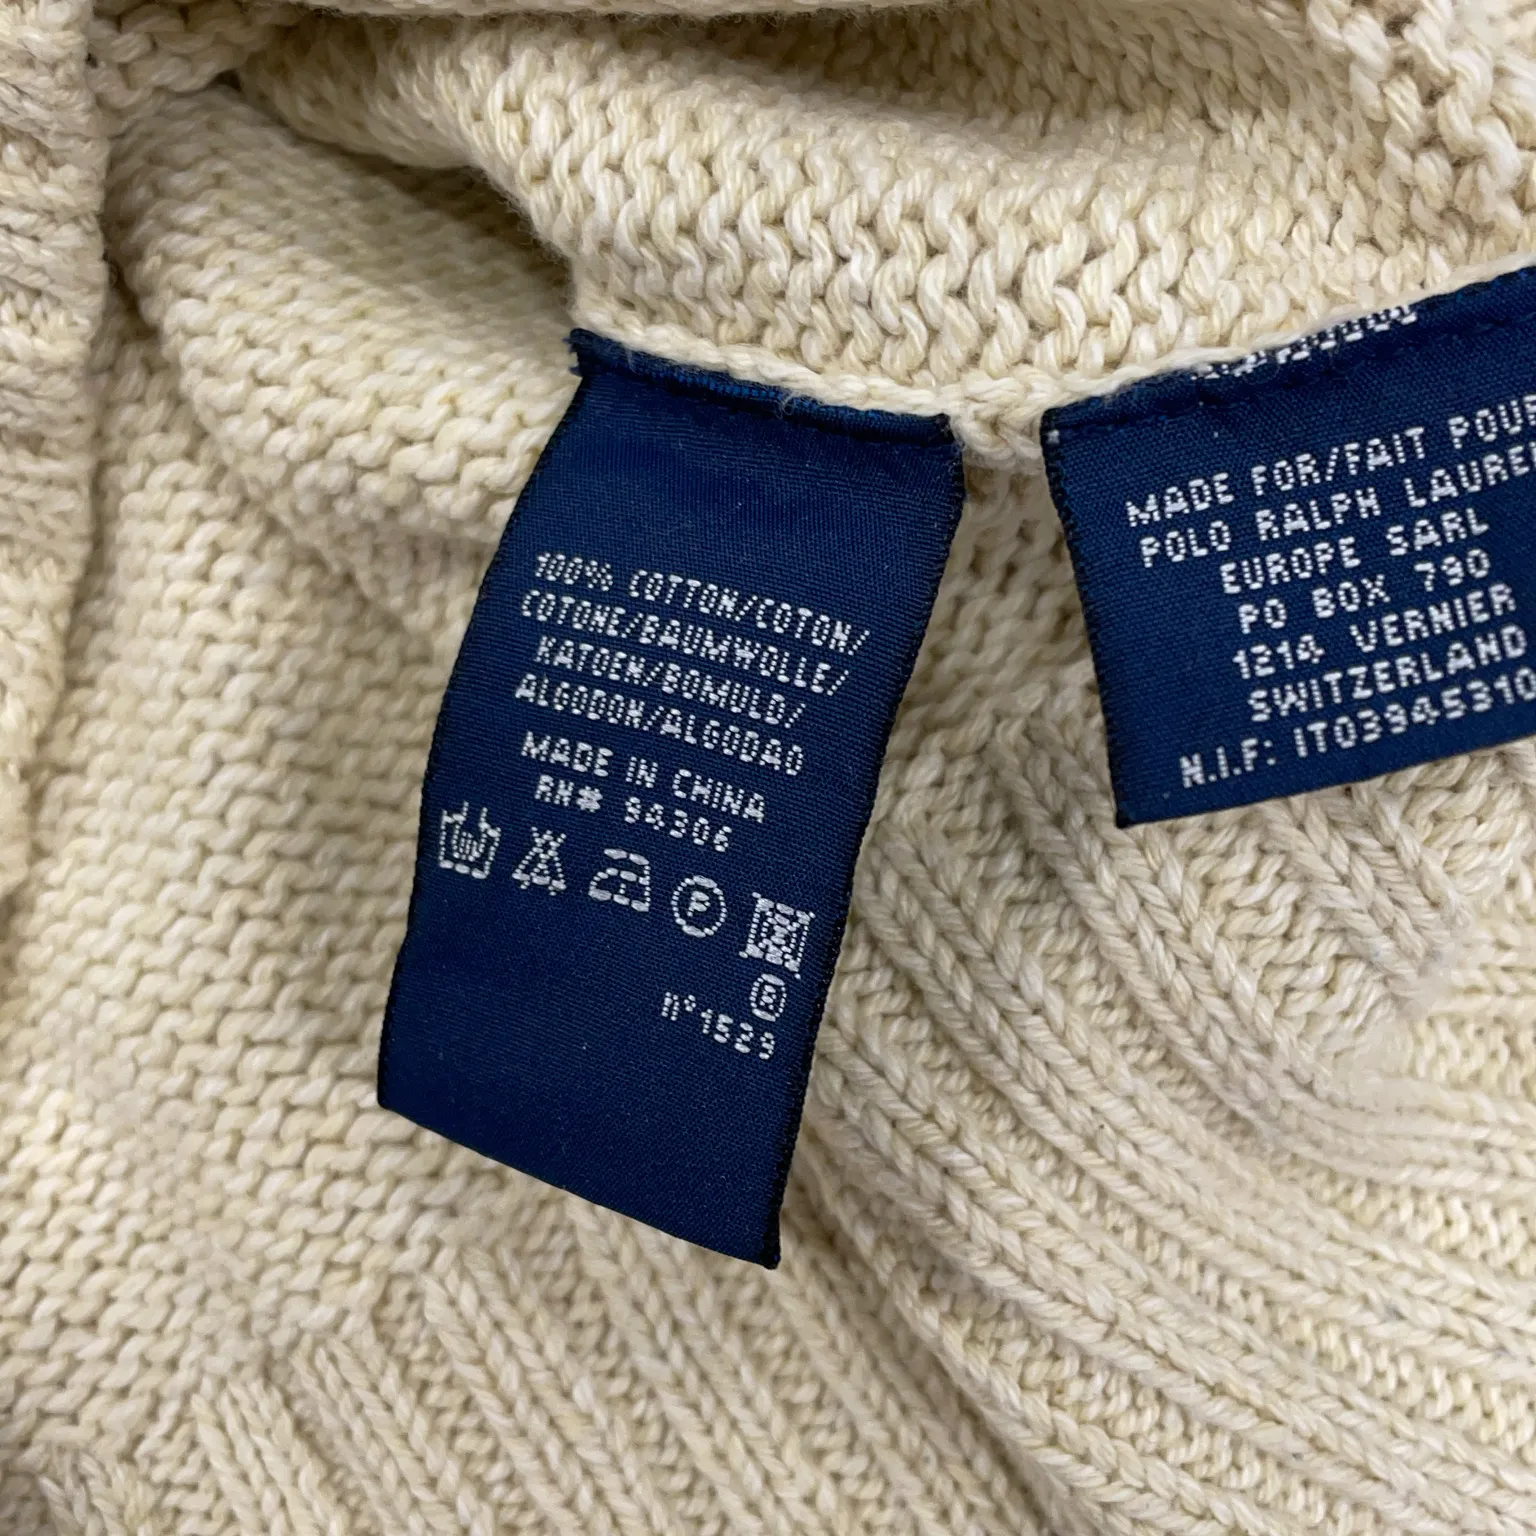 100% COTTON/COTON/
COTONE/BAUMWOLLE/
KATOEN/BOMULD/
ALGODON/ALGODAO
MADE IN CHINA
RN# 94306
P
R
n°1529
MADE FOR/FAIT POUR
POLO RALPH LAUREN
EUROPE SARL
PO BOX 790
1214 VERNIER
SWITZERLAND
N.I.F: IT03945310